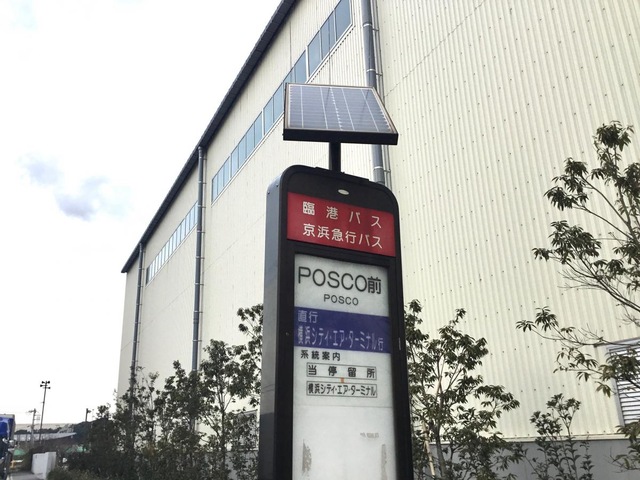 臨港バス
京浜急行バス
POSCO前
POSCO
直行
横浜シティ・エア・ターミナル行
系統案内
当停留所
横浜シティ・エア・ターミナル